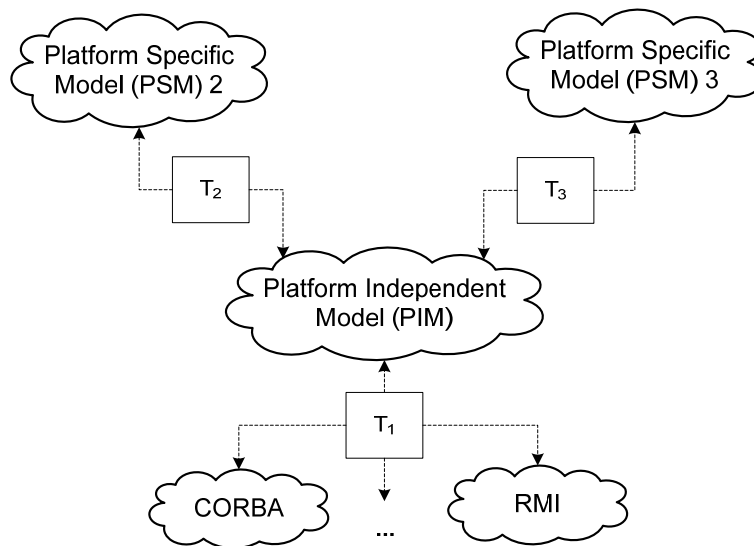 Platform Specific
Model (PSM) 2
Platform Specific
Model (PSM) 3
T₂
T₃
Platform Independent
Model (PIM)
T₁
CORBA
RMI
...